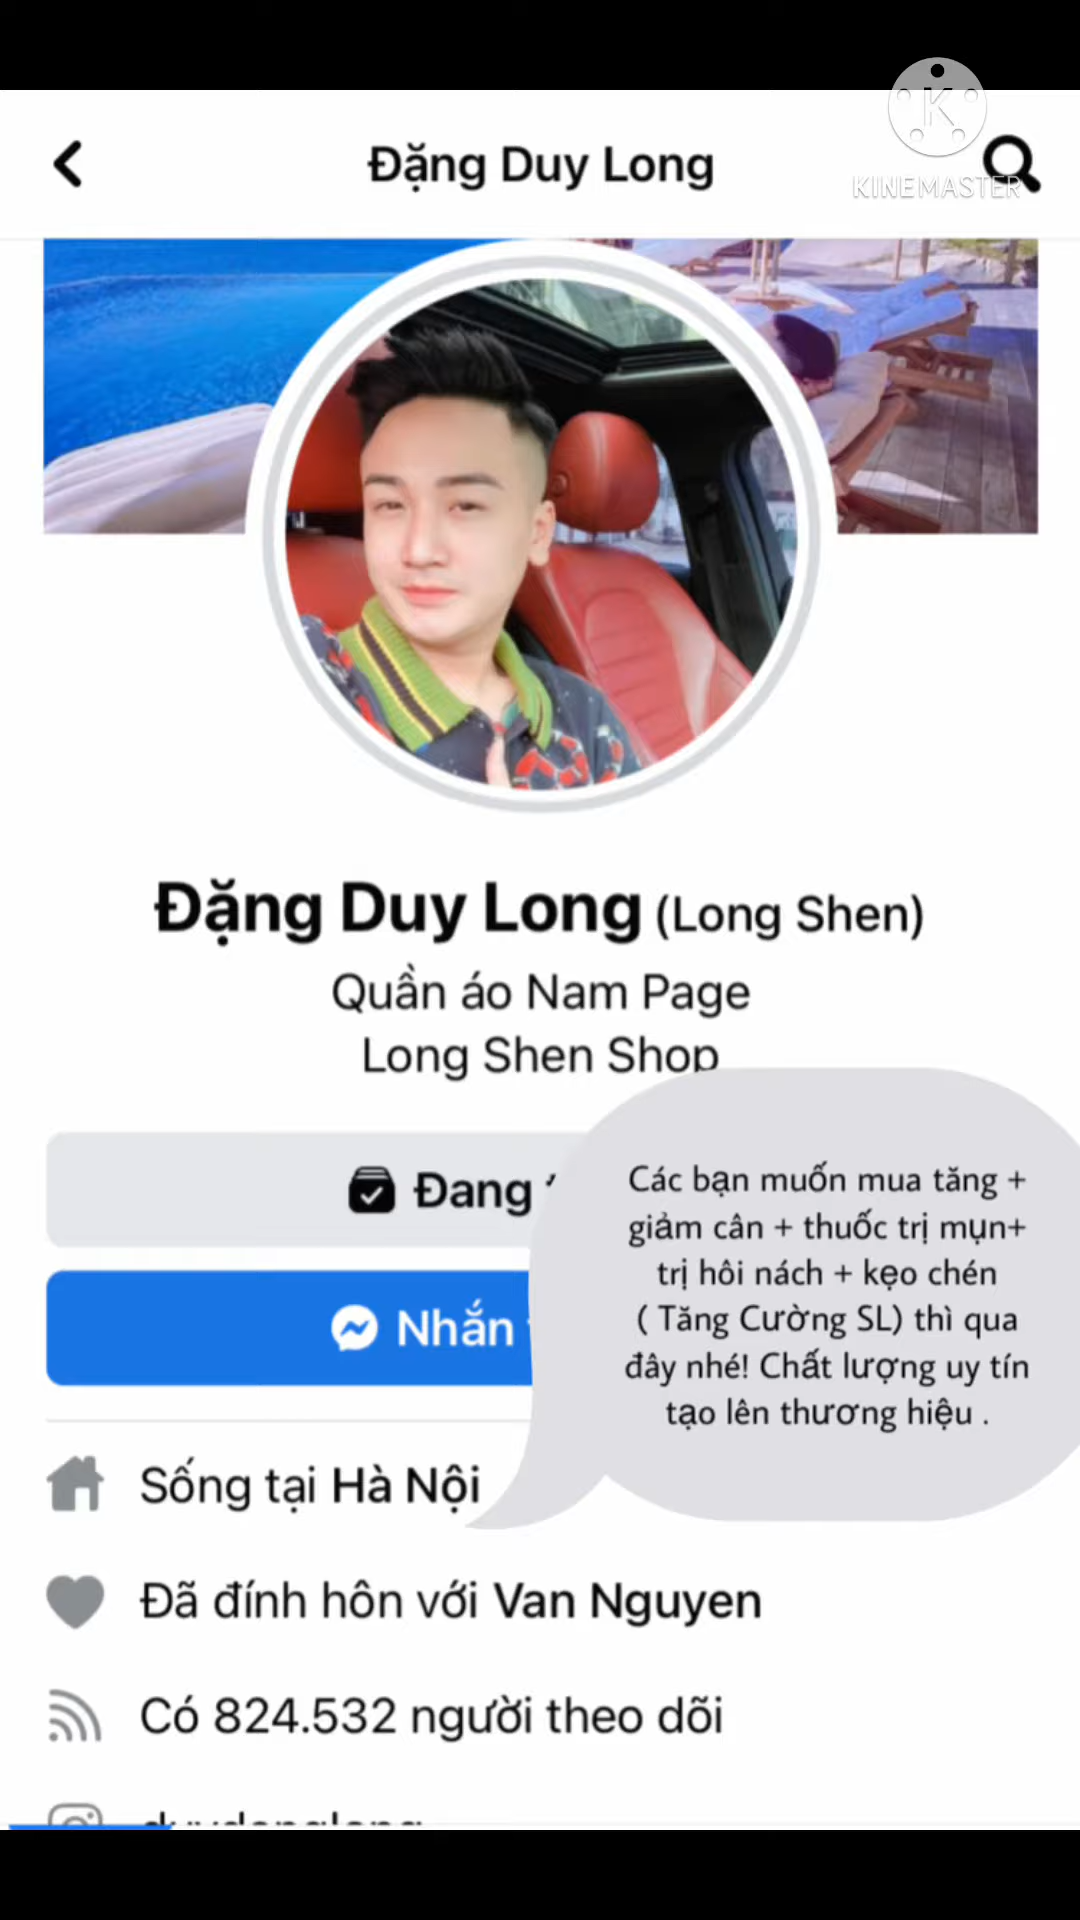 Đặng Duy Long
KINEMASTER
Đặng Duy Long (Long Shen)
Quần áo Nam Page
Long Shen Shop
Đang
Nhắn
Các bạn muốn mua tăng +
giảm cân + thuốc trị mụn+
trị hôi nách + kẹo chén
( Tăng Cường SL) thì qua
đây nhé! Chất lượng uy tín
tạo lên thương hiệu .
Sống tại Hà Nội
Đã đính hôn với Van Nguyen
Có 824.532 người theo dõi